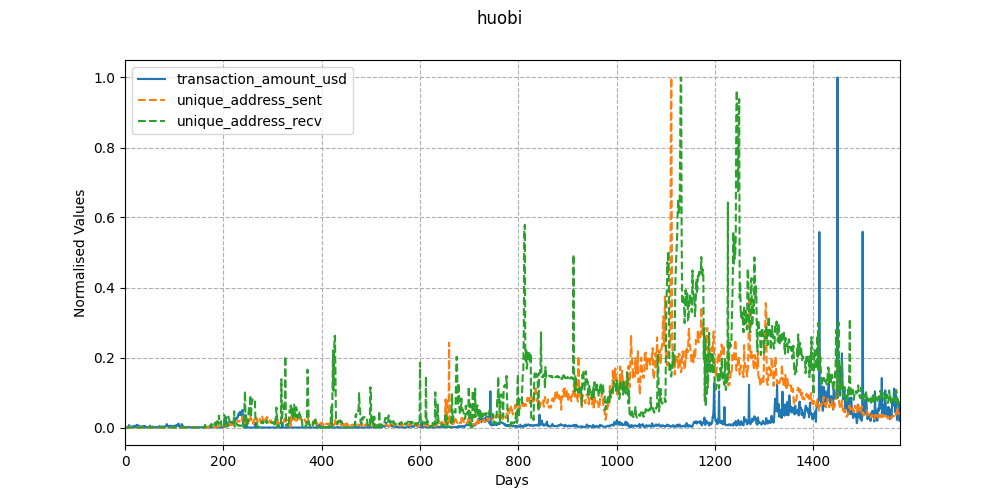 huobi
transaction_amount_usd
unique_address_sent
unique_address_recv
Normalised Values
1.0
0.8
0.6
0.4
0.2
0.0
0 200 400 600 800 1000 1200 1400
Days